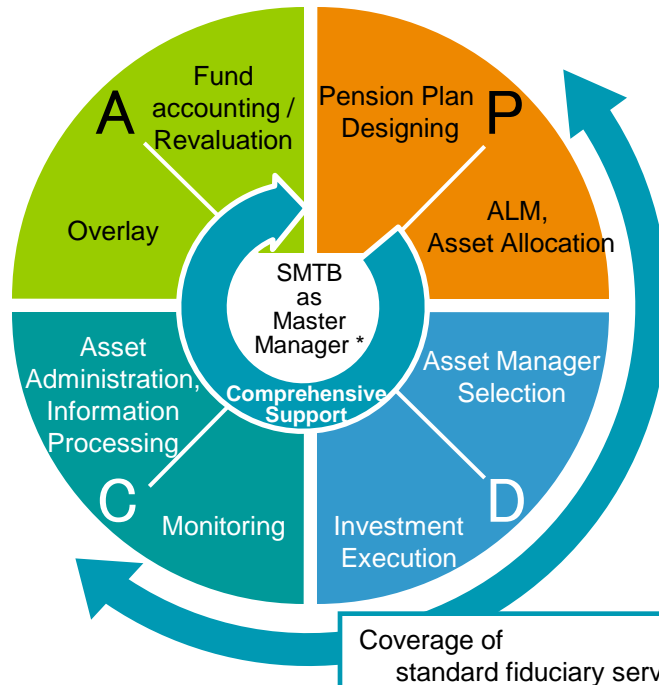 A
Fund
accounting /
Revaluation
Overlay
Pension Plan
Designing
P
ALM,
Asset Allocation
SMTB
as
Master
Manager *
Comprehensive
Support
Asset
Administration,
Information
Processing
C
Monitoring
Asset Manager
Selection
D
Investment
Execution
Coverage of
standard fiduciary serv